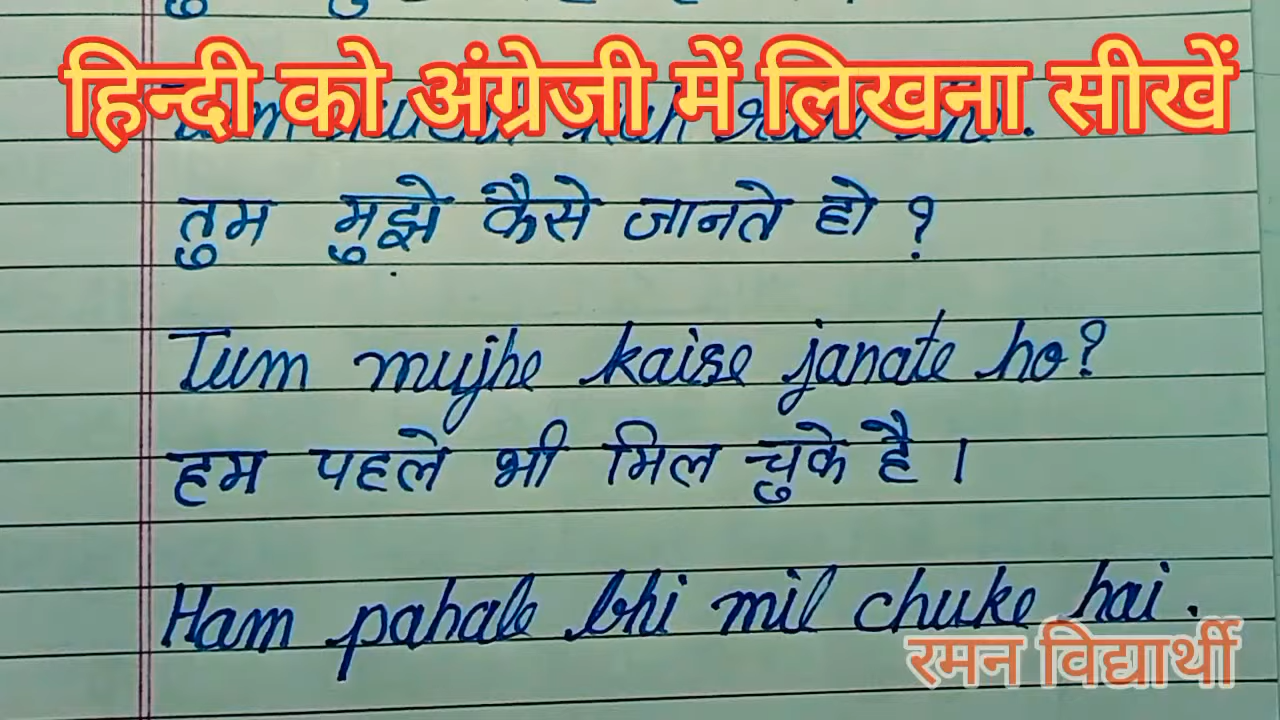 हिन्दी को अंग्रेजी में लिखना सीखें
तुम मुझे कैसे जानते हो ?
Tum mujhe kaise janate ho?
हम पहले भी मिल चुके है ।
Ham pahale bhi mil chuke hai.
रमन विद्यार्थी